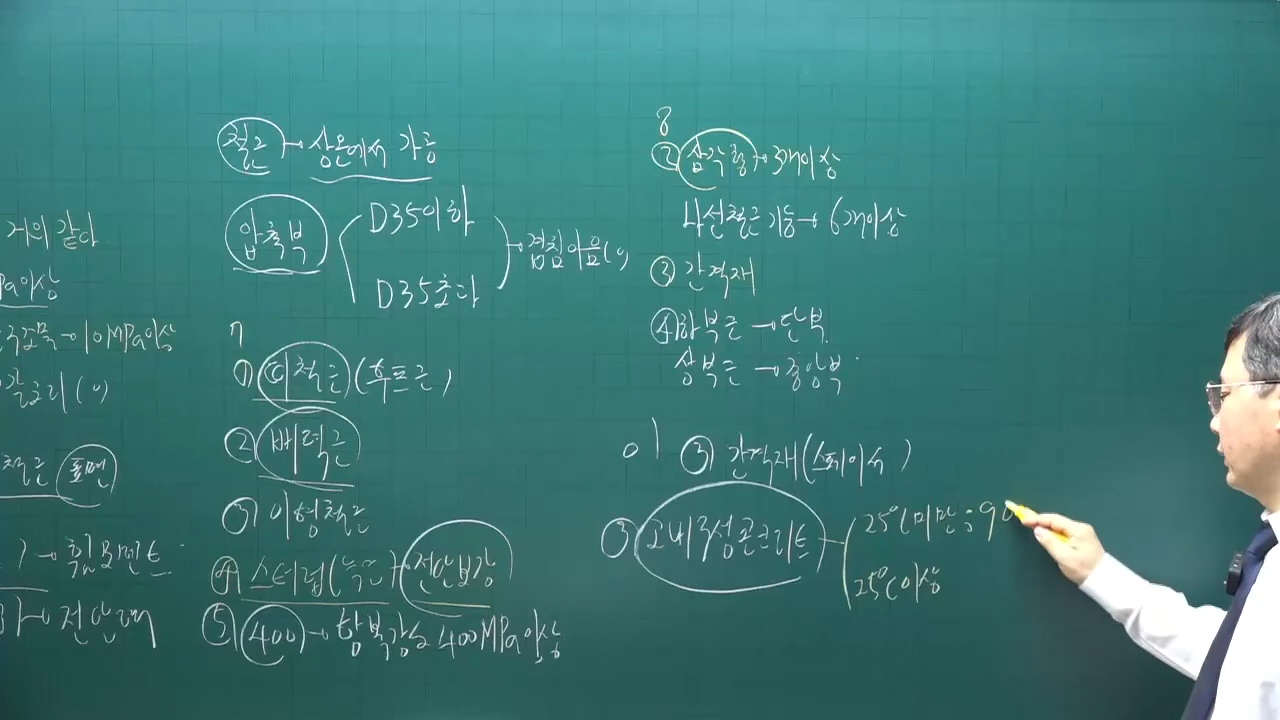 거의 같다
Pa이상
10MPa이상
철근 표면
철근 → 상온에서 가공
압축부
D35이하
D35초과
→ 겹침이음(0)
7
① 띠철근 (후프근)
② 배력근
③ 이형철근
④ 스터럽(늑근) 전단보강
⑤ 400 → 항복강도 400MPa이상
8
② 삼각형 → 3개이상
나선철근 기둥 → 6개이상
③ 간격재
④ 하부근 → 단부
상부근 → 중앙부
01 ③ 간격재(스페이서)
③ 고내구성콘크리트
25℃미만 : 90
25℃이상